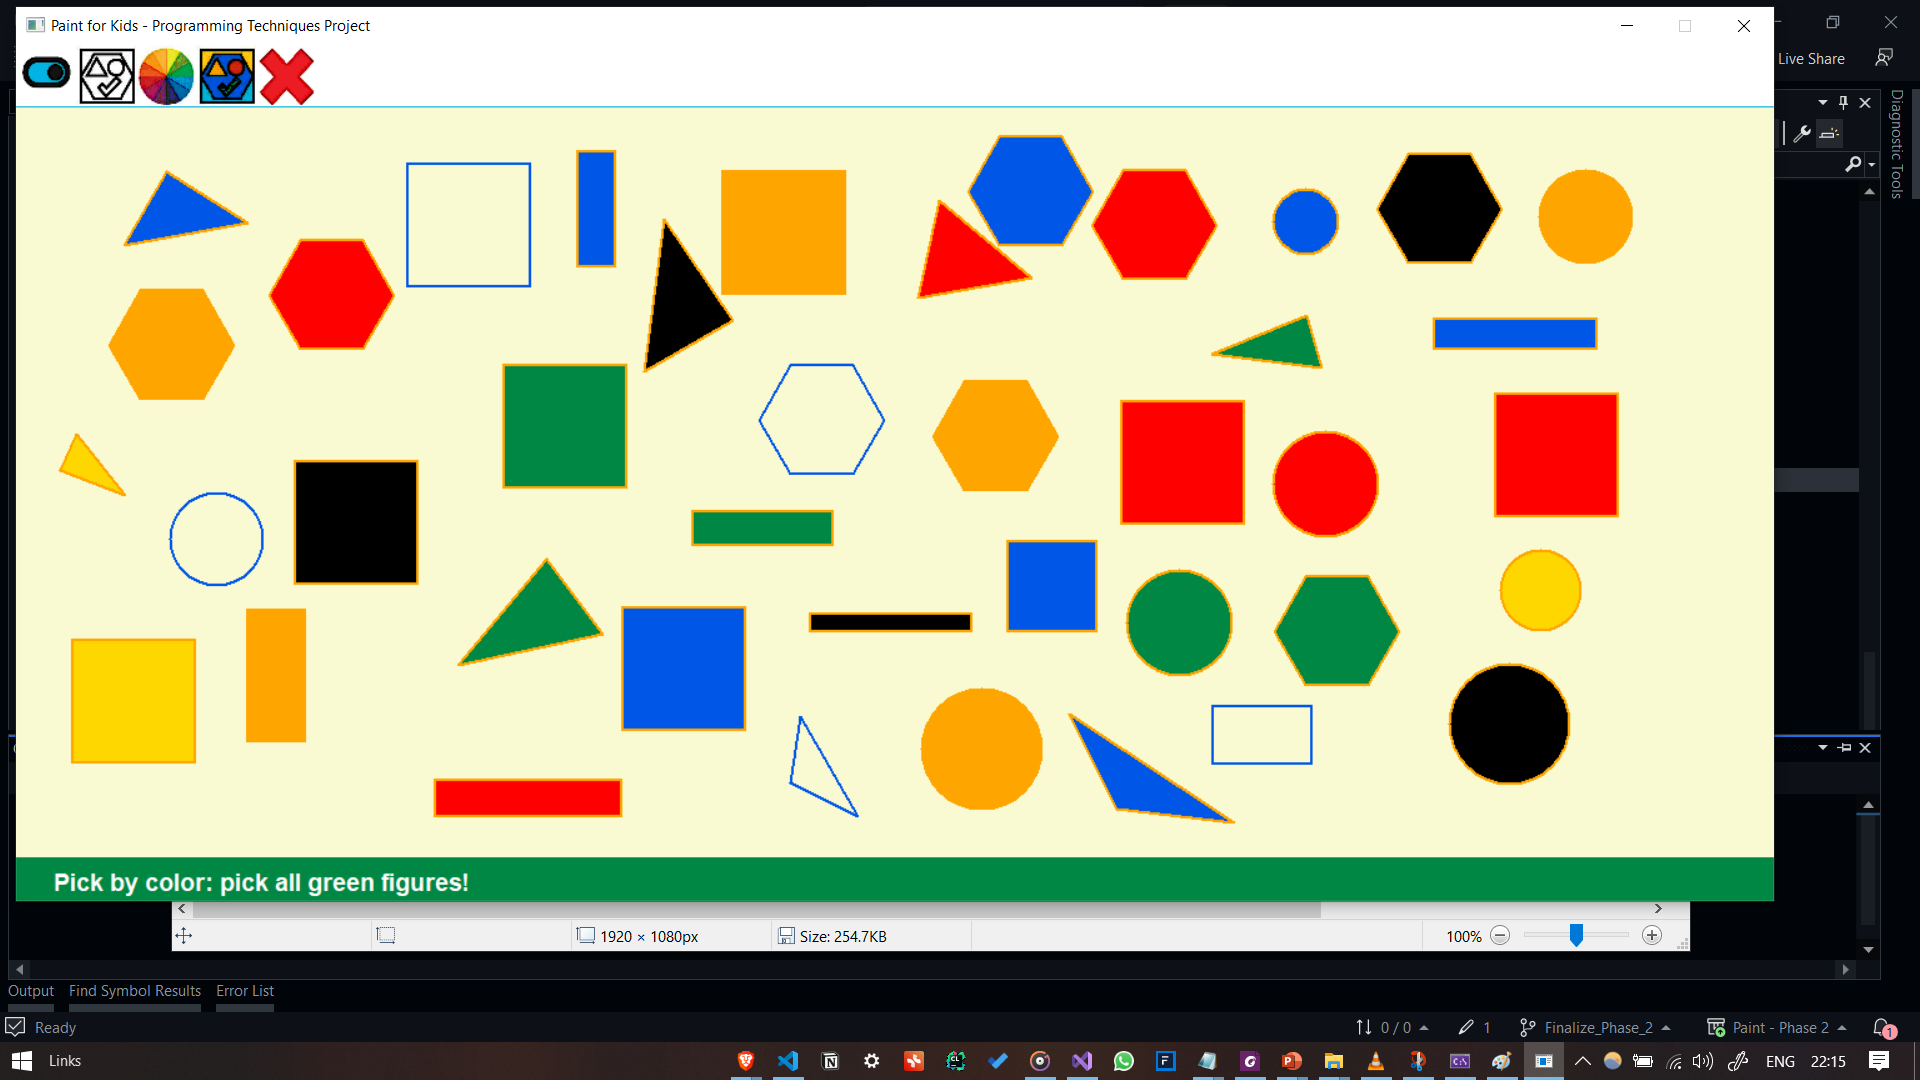 Paint for Kids - Programming Techniques Project
Live Share
Diagnostic Tools
Pick by color: pick all green figures!
1920 × 1080px
Size: 254.7KB
100%
Output
Find Symbol Results
Error List
Ready
0 / 0
1
Finalize_Phase_2
Paint - Phase 2
1
Links
ENG
22:15